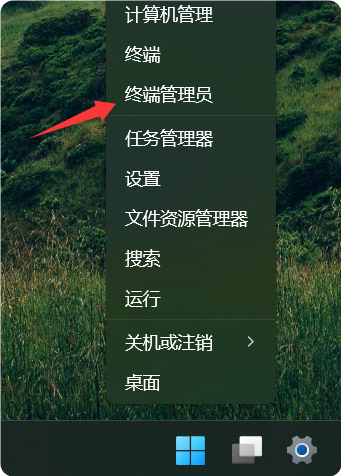 计算机管理
终端
终端管理员
任务管理器
设置
文件资源管理器
搜索
运行
关机或注销
桌面